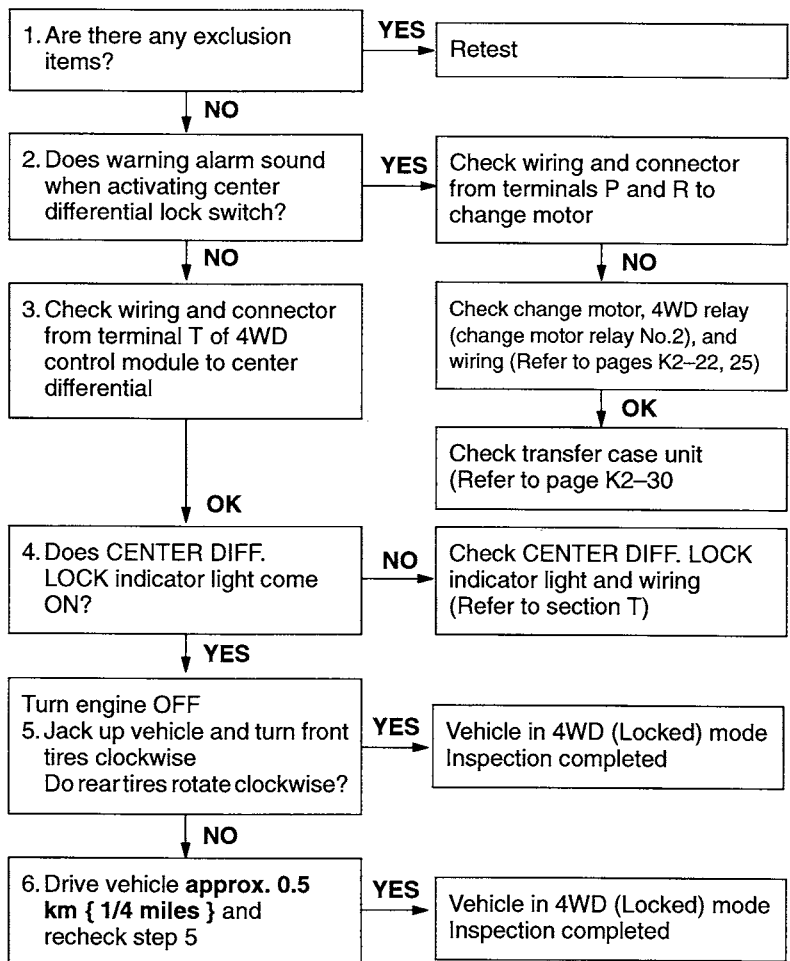 1. Are there any exclusion
items?
YES
Retest
NO
2. Does warning alarm sound
when activating center
differential lock switch?
YES
Check wiring and connector
from terminals P and R to
change motor
NO
NO
3. Check wiring and connector
from terminal T of 4WD
control module to center
differential
Check change motor, 4WD relay
(change motor relay No.2), and
wiring (Refer to pages K2–22, 25)
OK
Check transfer case unit
(Refer to page K2–30
OK
4. Does CENTER DIFF.
LOCK indicator light come
ON?
NO
Check CENTER DIFF. LOCK
indicator light and wiring
(Refer to section T)
YES
Turn engine OFF
5. Jack up vehicle and turn front
tires clockwise
Do rear tires rotate clockwise?
YES
Vehicle in 4WD (Locked) mode
Inspection completed
NO
6. Drive vehicle approx. 0.5
km { 1/4 miles } and
recheck step 5
YES
Vehicle in 4WD (Locked) mode
Inspection completed